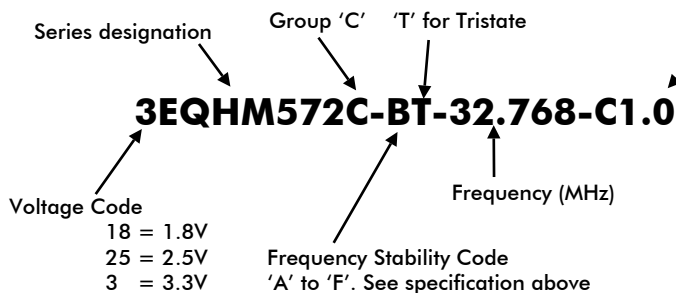 Series designation
Group ‘C’
‘T’ for Tristate
3EQHM572C-BT-32.768-C1.0
Frequency (MHz)
Voltage Code
18 = 1.8V
25 = 2.5V
3 = 3.3V
Frequency Stability Code
‘A’ to ‘F’. See specification above